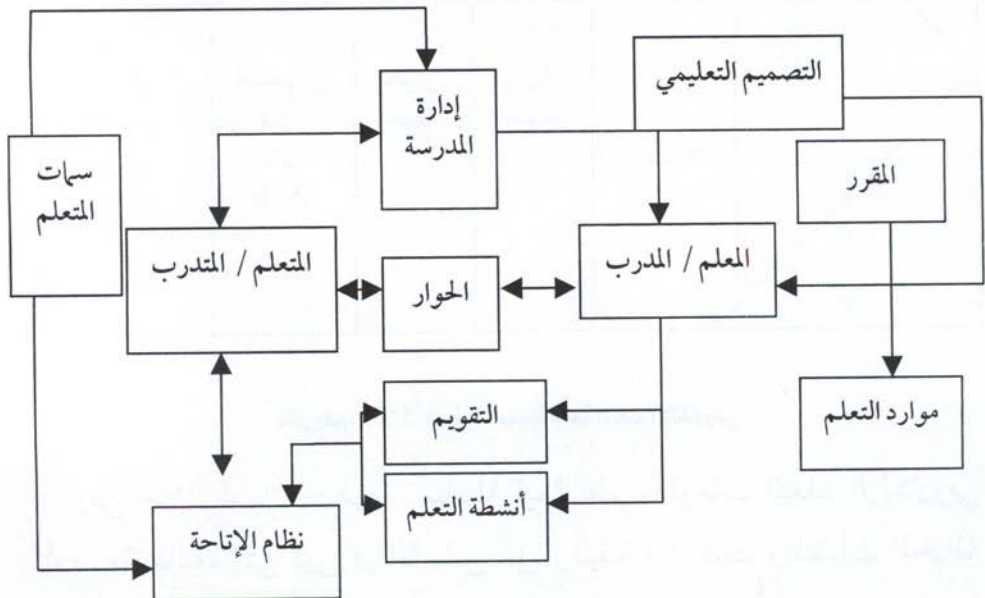 التصميم التعليمي
إدارة
المدرسة
المقرر
سمات
المتعلم
المعلم / المدرب
الحوار
المتعلم / المتدرب
موارد التعلم
التقويم
أنشطة التعلم
نظام الإتاحة